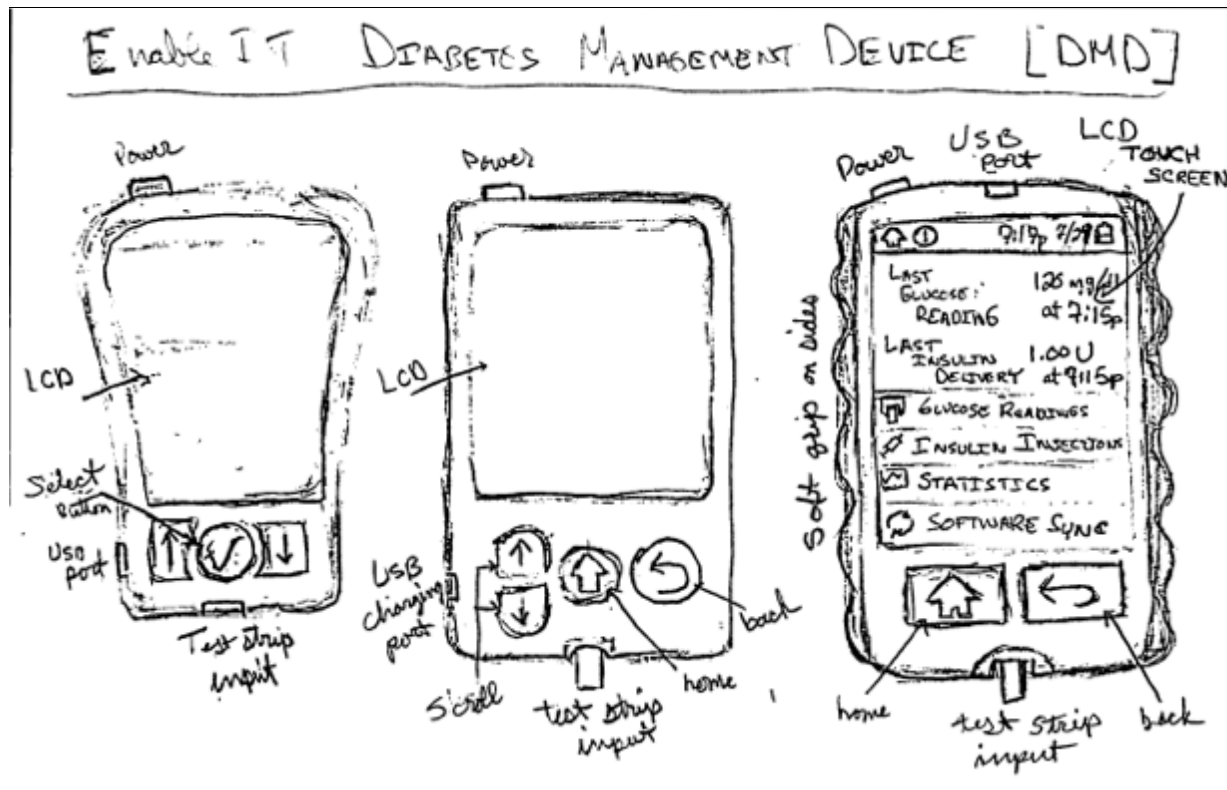 Enable IT DIABETES MANAGEMENT DEVICE [DMD]
Power
LCD
Select
Button
USB
port
Test strip
input
Power
LCD
USB
charging
port
Scroll
test strip
input
home
back
Power
USB
port
LCD
TOUCH
SCREEN
Soft grip on sides
7:17p 7/29
LAST
GLUCOSE:
READING
120 mg/dl
at 7:15p
LAST
INSULIN
DELIVERY
1.00 U
at 9:15p
GLUCOSE READINGS
INSULIN INJECTIONS
STATISTICS
SOFTWARE SYNC
home
test strip
input
back